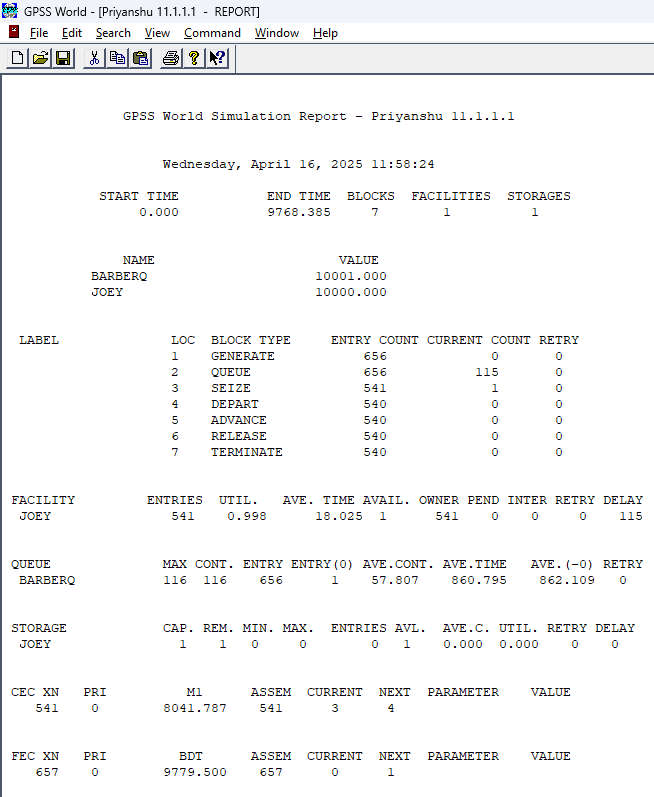 GPSS World - [Priyanshu 11.1.1.1 - REPORT]
File Edit Search View Command Window Help
GPSS World Simulation Report - Priyanshu 11.1.1.1
Wednesday, April 16, 2025 11:58:24
START TIME END TIME BLOCKS FACILITIES STORAGES
0.000 9768.385 7 1 1
NAME VALUE
BARBERQ 10001.000
JOEY 10000.000
LABEL LOC BLOCK TYPE ENTRY COUNT CURRENT COUNT RETRY
1 GENERATE 656 0 0
2 QUEUE 656 115 0
3 SEIZE 541 1 0
4 DEPART 540 0 0
5 ADVANCE 540 0 0
6 RELEASE 540 0 0
7 TERMINATE 540 0 0
FACILITY ENTRIES UTIL. AVE. TIME AVAIL. OWNER PEND INTER RETRY DELAY
JOEY 541 0.998 18.025 1 541 0 0 0 115
QUEUE MAX CONT. ENTRY ENTRY(0) AVE.CONT. AVE.TIME AVE.(-0) RETRY
BARBERQ 116 116 656 1 57.807 860.795 862.109 0
STORAGE CAP. REM. MIN. MAX. ENTRIES AVL. AVE.C. UTIL. RETRY DELAY
JOEY 1 1 0 0 0 1 0.000 0.000 0 0
CEC XN PRI M1 ASSEM CURRENT NEXT PARAMETER VALUE
541 0 8041.787 541 3 4
FEC XN PRI BDT ASSEM CURRENT NEXT PARAMETER VALUE
657 0 9779.500 657 0 1